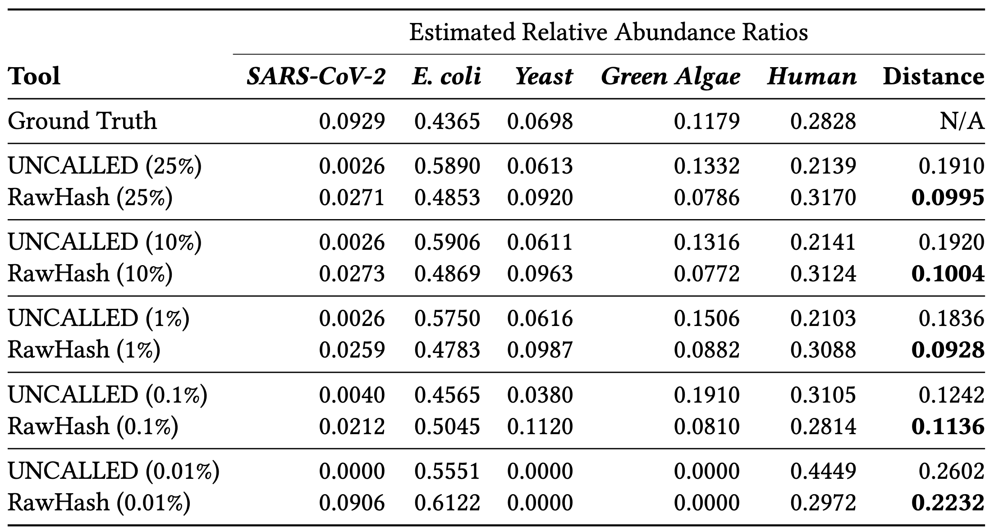 Estimated Relative Abundance Ratios
Tool SARS-CoV-2 E. coli Yeast Green Algae Human Distance
Ground Truth 0.0929 0.4365 0.0698 0.1179 0.2828 N/A
UNCALLED (25%) 0.0026 0.5890 0.0613 0.1332 0.2139 0.1910
RawHash (25%) 0.0271 0.4853 0.0920 0.0786 0.3170 0.0995
UNCALLED (10%) 0.0026 0.5906 0.0611 0.1316 0.2141 0.1920
RawHash (10%) 0.0273 0.4869 0.0963 0.0772 0.3124 0.1004
UNCALLED (1%) 0.0026 0.5750 0.0616 0.1506 0.2103 0.1836
RawHash (1%) 0.0259 0.4783 0.0987 0.0882 0.3088 0.0928
UNCALLED (0.1%) 0.0040 0.4565 0.0380 0.1910 0.3105 0.1242
RawHash (0.1%) 0.0212 0.5045 0.1120 0.0810 0.2814 0.1136
UNCALLED (0.01%) 0.0000 0.5551 0.0000 0.0000 0.4449 0.2602
RawHash (0.01%) 0.0906 0.6122 0.0000 0.0000 0.2972 0.2232